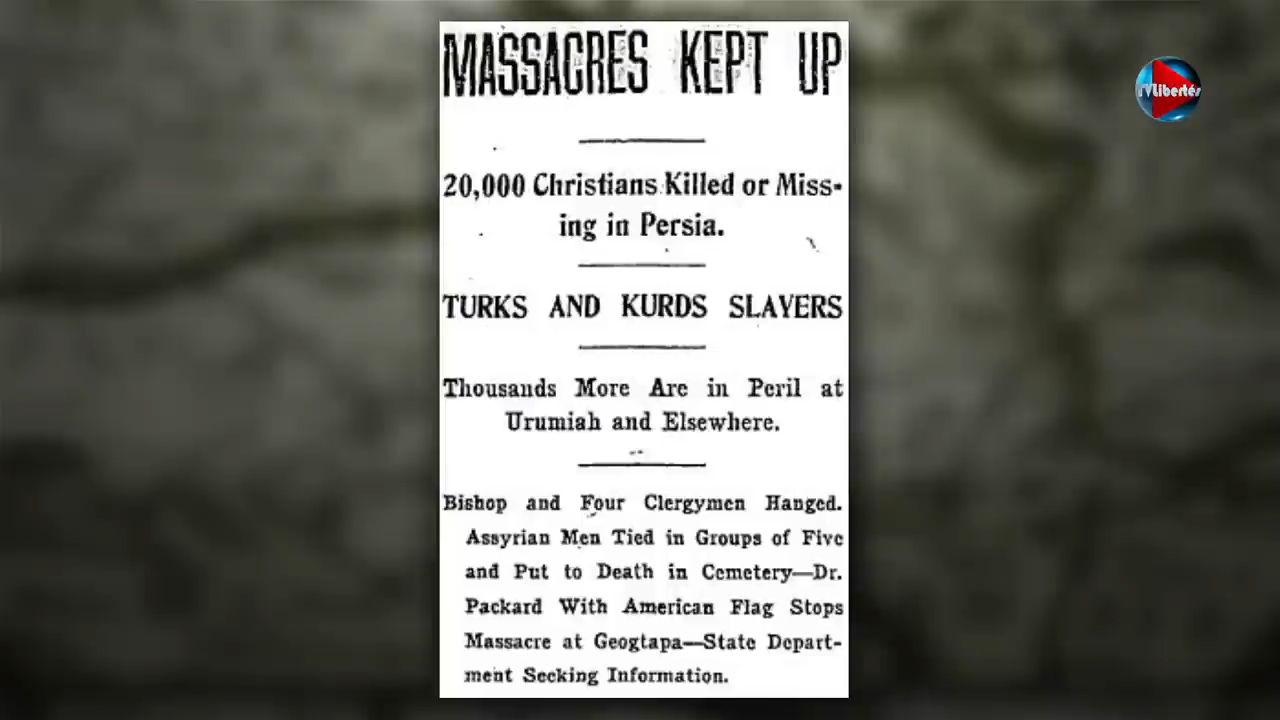 MASSACRES KEPT UP
TVLibertés
20,000 Christians Killed or Miss-
ing in Persia.
TURKS AND KURDS SLAYERS
Thousands More Are in Peril at
Urumiah and Elsewhere.
Bishop and Four Clergymen Hanged.
Assyrian Men Tied in Groups of Five
and Put to Death in Cemetery—Dr.
Packard With American Flag Stops
Massacre at Geogtapa—State Depart-
ment Seeking Information.